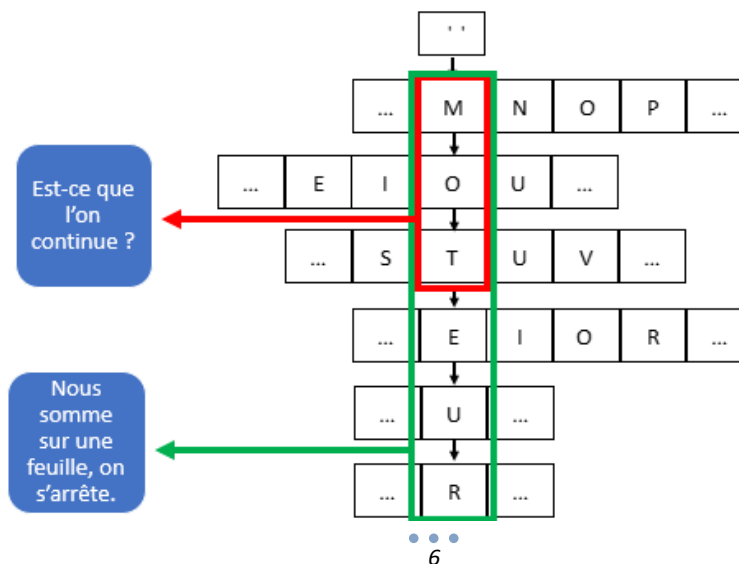 ' '
... M N O P ...
... E I O U ...
Est-ce que
l'on
continue ?
... S T U V ...
... E I O R ...
Nous
somme
sur une
feuille, on
s'arrête.
... U ...
... R ...
6